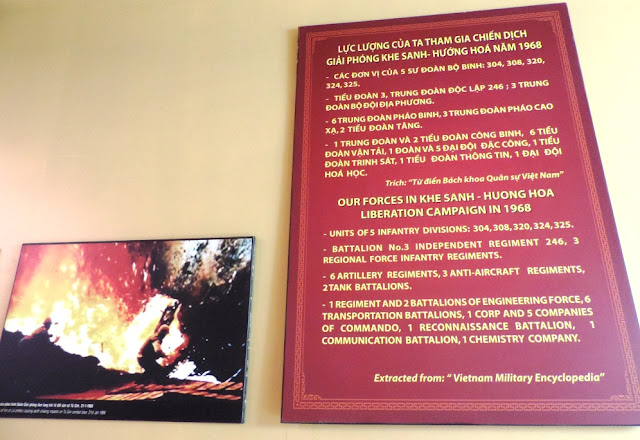 LỰC LƯỢNG CỦA TA THAM GIA CHIẾN DỊCH
GIẢI PHÓNG KHE SANH- HƯỚNG HOÁ NĂM 1968
- CÁC ĐƠN VỊ CỦA 5 SƯ ĐOÀN BỘ BINH: 304, 308, 320,
324,325.
- TIỂU ĐOÀN 3, TRUNG ĐOÀN ĐỘC LẬP 246 ; 3 TRUNG
ĐOÀN BỘ ĐỘI ĐỊA PHƯƠNG.
- 6 TRUNG ĐOÀN PHÁO BINH, 3 TRUNG ĐOÀN PHÁO CAO
XẠ, 2 TIỂU ĐOÀN TĂNG.
- 1 TRUNG ĐOÀN VÀ 2 TIỂU ĐOÀN CÔNG BINH, 6 TIỂU
ĐOÀN VẬN TẢI, 1 ĐOÀN VÀ 5 ĐẠI ĐỘI ĐẶC CÔNG, 1 TIỂU
ĐOÀN TRINH SÁT, 1 TIỂU ĐOÀN THÔNG TIN, 1 ĐẠI ĐỘI
HOÁ HỌC.
Trích: "Từ điển Bách khoa Quân sự Việt Nam"
OUR FORCES IN KHE SANH - HUONG HOA
LIBERATION CAMPAIGN IN 1968
- UNITS OF 5 INFANTRY DIVISIONS: 304, 308, 320, 324, 325.
- BATTALION No.3 INDEPENDENT REGIMENT 246, 3
REGIONAL FORCE INFANTRY REGIMENTS.
- 6 ARTILLERY REGIMENTS, 3 ANTI-AIRCRAFT REGIMENTS,
2 TANK BATTALIONS.
- 1 REGIMENT AND 2 BATTALIONS OF ENGINEERING FORCE, 6
TRANSPORTATION BATTALIONS, 1 CORP AND 5 COMPANIES
OF COMMANDO, 1 RECONNAISSANCE BATTALION, 1
COMMUNICATION BATTALION, 1 CHEMISTRY COMPANY.
Extracted from: " Vietnam Military Encyclopedia"